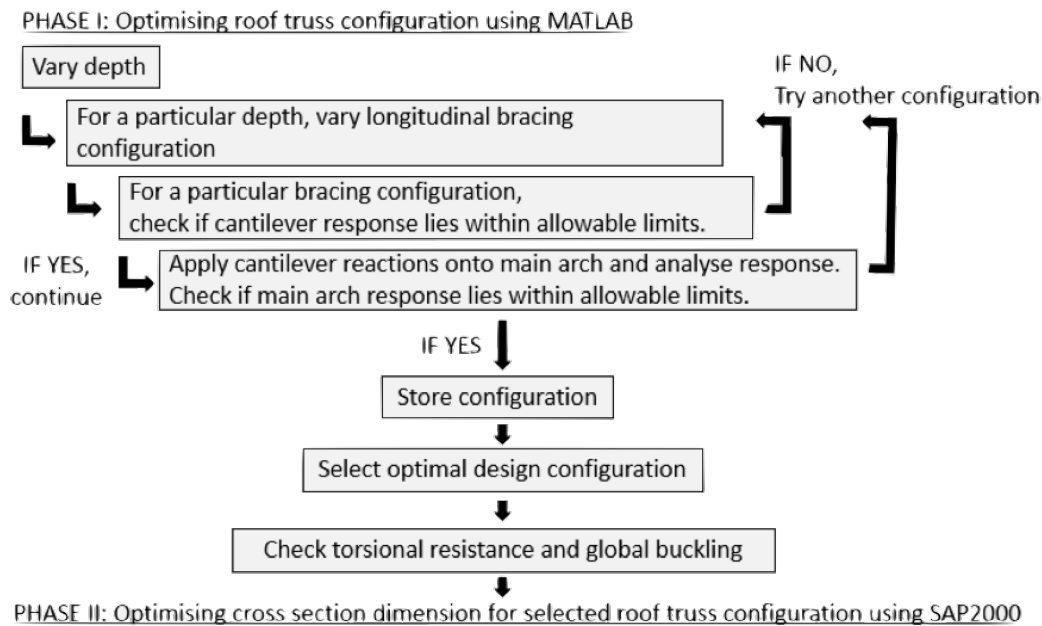 PHASE I: Optimising roof truss configuration using MATLAB
Vary depth
IF NO,
Try another configuration
For a particular depth, vary longitudinal bracing
configuration
For a particular bracing configuration,
check if cantilever response lies within allowable limits.
IF YES,
continue
Apply cantilever reactions onto main arch and analyse response.
Check if main arch response lies within allowable limits.
IF YES
Store configuration
Select optimal design configuration
Check torsional resistance and global buckling
PHASE II: Optimising cross section dimension for selected roof truss configuration using SAP2000